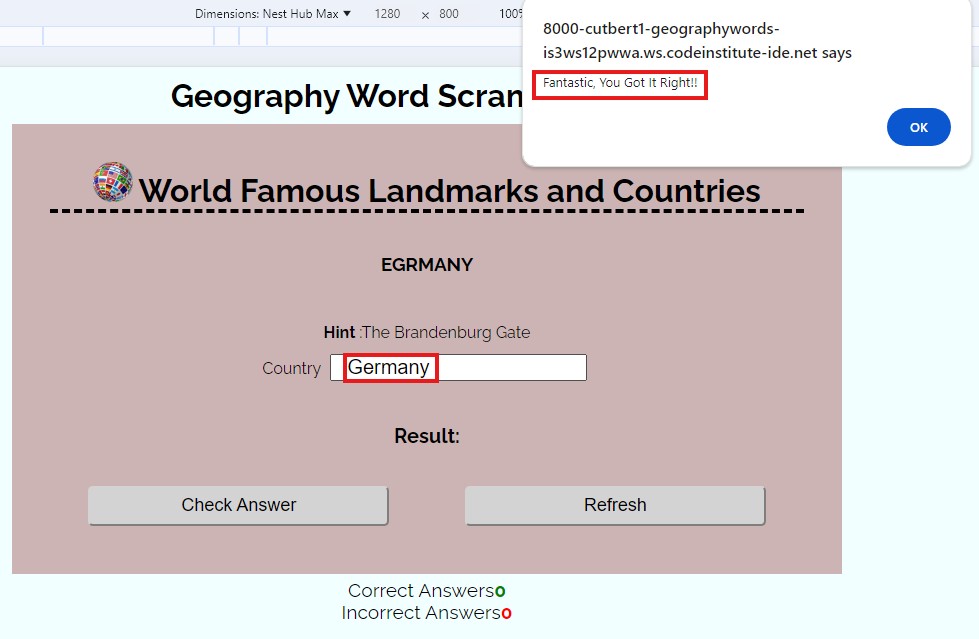 Dimensions: Nest Hub Max ▼ 1280 x 800 100%
8000-cutbert1-geographywords-
is3ws12pwwa.ws.codeinstitute-ide.net says
Fantastic, You Got It Right!!
OK
Geography Word Scran
World Famous Landmarks and Countries
EGRMANY
Hint :The Brandenburg Gate
Country Germany
Result:
Check Answer Refresh
Correct Answers0
Incorrect Answers0